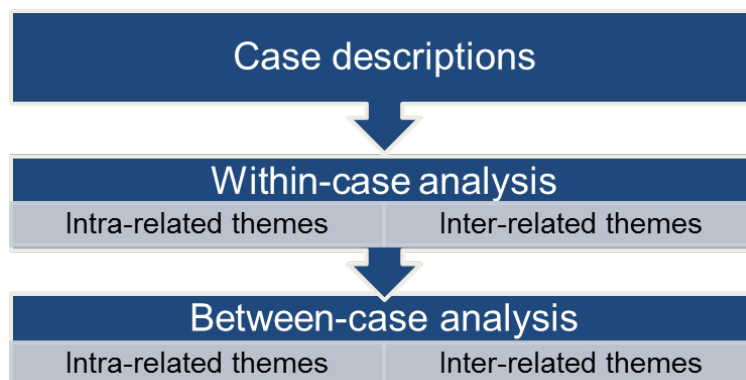 Case descriptions
Within-case analysis
Intra-related themes Inter-related themes
Between-case analysis
Intra-related themes Inter-related themes